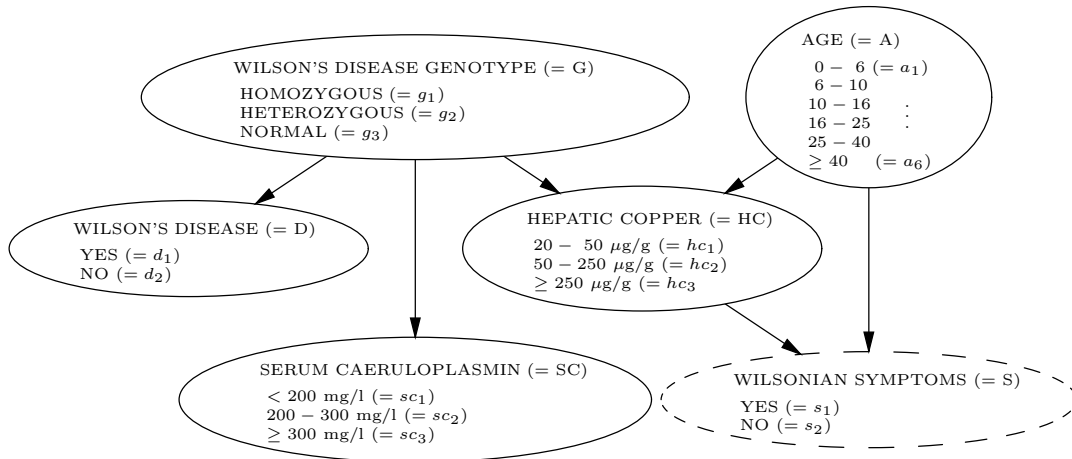 WILSON'S DISEASE GENOTYPE (= G)
HOMOZYGOUS (= g1)
HETEROZYGOUS (= g2)
NORMAL (= g3)
AGE (= A)
0 – 6 (= a1)
6 – 10
10 – 16 .
16 – 25 :
25 – 40
≥ 40 (= a6)
WILSON'S DISEASE (= D)
YES (= d1)
NO (= d2)
HEPATIC COPPER (= HC)
20 – 50 µg/g (= hc1)
50 – 250 µg/g (= hc2)
≥ 250 µg/g (= hc3
SERUM CAERULOPLASMIN (= SC)
< 200 mg/l (= sc1)
200 – 300 mg/l (= sc2)
≥ 300 mg/l (= sc3)
WILSONIAN SYMPTOMS (= S)
YES (= s1)
NO (= s2)